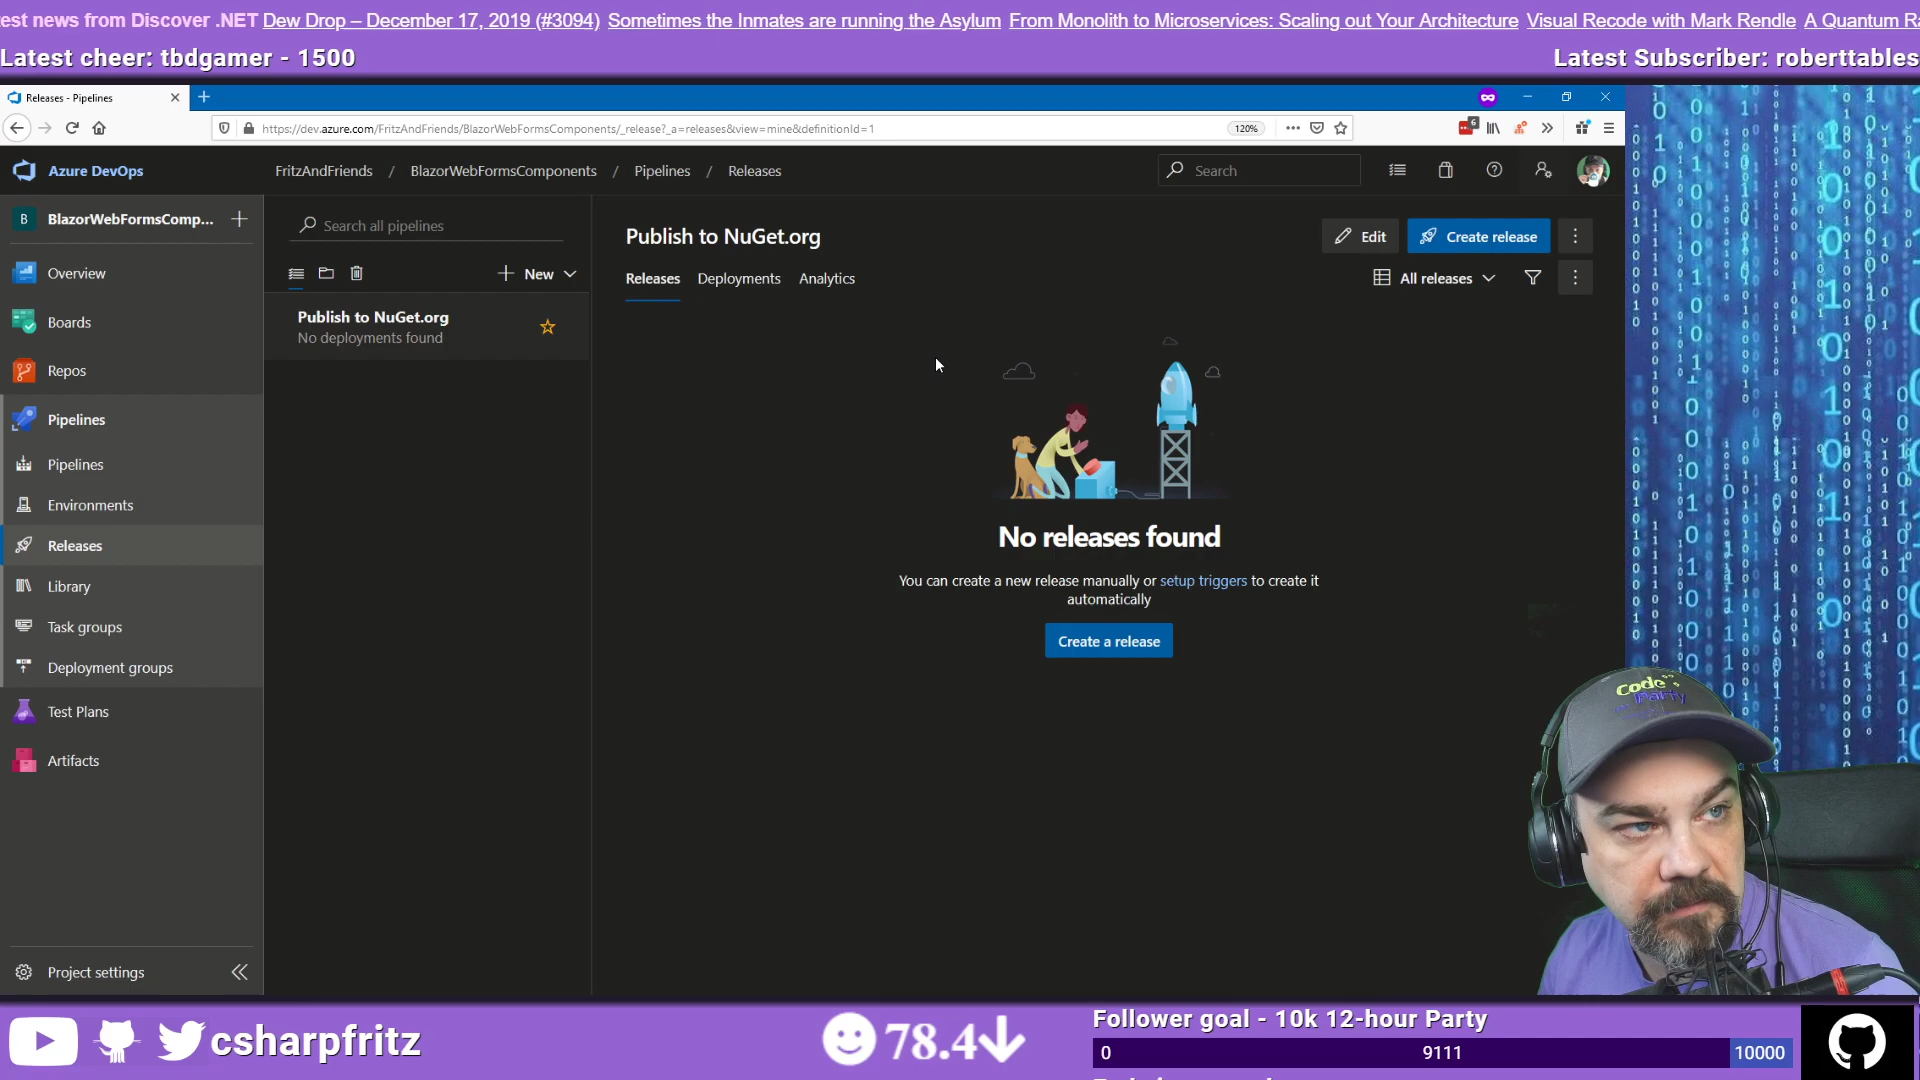 test news from Discover .NET Dew Drop – December 17, 2019 (#3094) Sometimes the Inmates are running the Asylum From Monolith to Microservices: Scaling out Your Architecture Visual Recode with Mark Rendle A Quantum Ra
Latest cheer: tbdgamer - 1500
Latest Subscriber: roberttables
Releases - Pipelines
https://dev.azure.com/FritzAndFriends/BlazorWebFormsComponents/_release?_a=releases&view=mine&definitionId=1
120%
6
Azure DevOps
FritzAndFriends / BlazorWebFormsComponents / Pipelines / Releases
Search
B BlazorWebFormsComp...
Overview
Boards
Repos
Pipelines
Pipelines
Environments
Releases
Library
Task groups
Deployment groups
Test Plans
Artifacts
Project settings
Search all pipelines
New
Publish to NuGet.org
No deployments found
Publish to NuGet.org
Edit
Create release
Releases
Deployments
Analytics
All releases
No releases found
You can create a new release manually or setup triggers to create it
automatically
Create a release
Code
Party
csharpfritz
78.4
Follower goal - 10k 12-hour Party
0
9111
10000